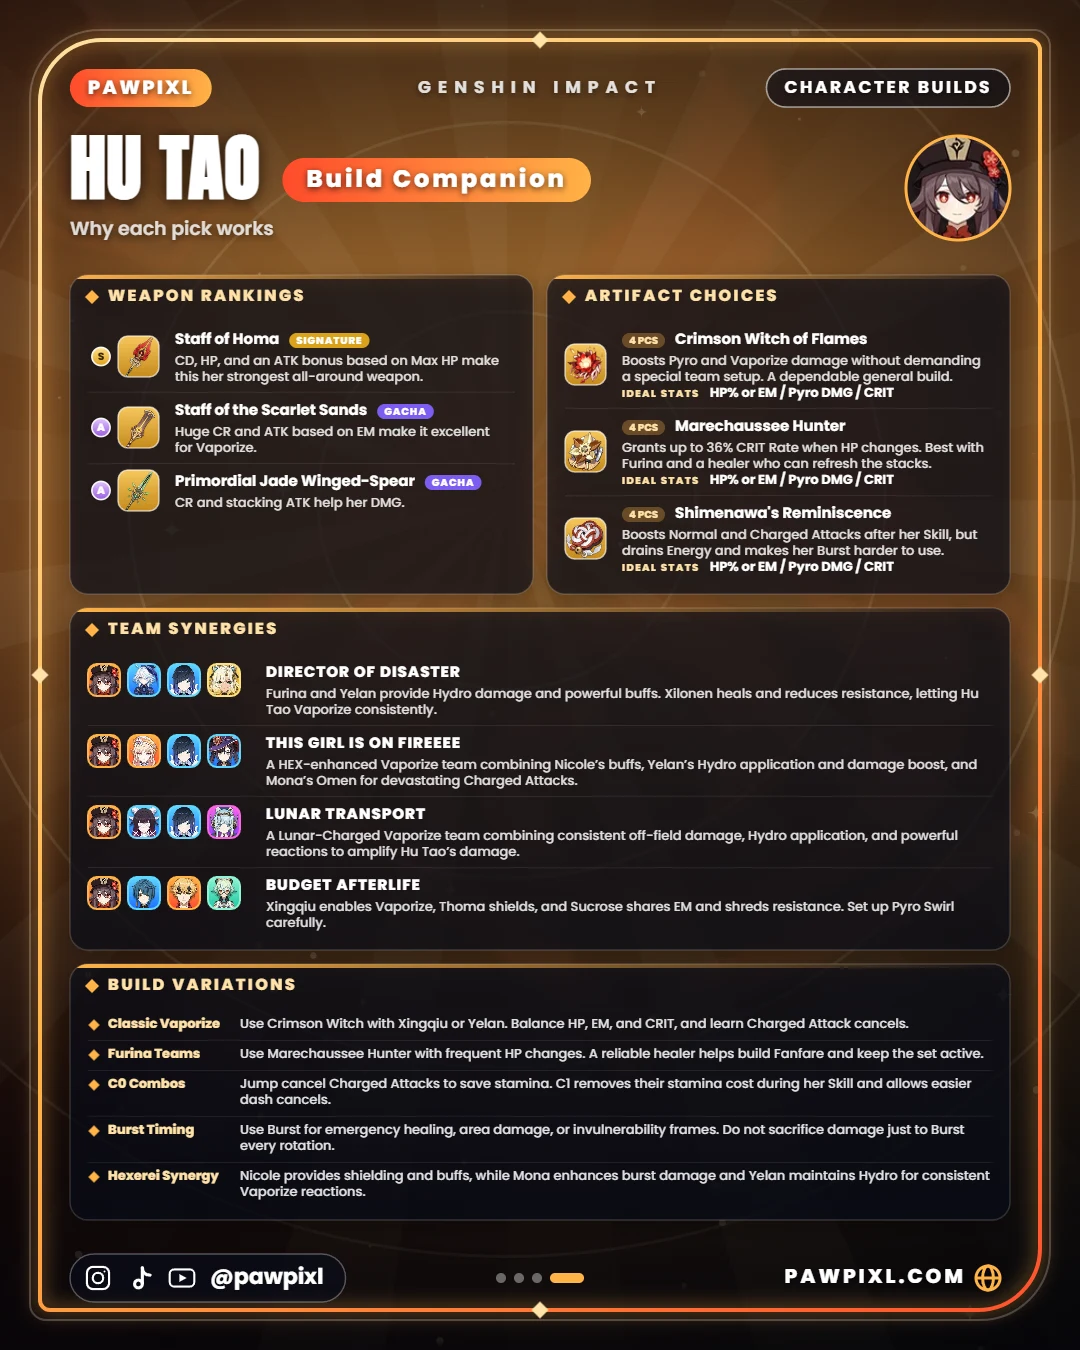 PAWPIXL
GENSHIN IMPACT
CHARACTER BUILDS
HU TAO
Build Companion
Why each pick works
WEAPON RANKINGS
S
Staff of Homa SIGNATURE
CD, HP, and an ATK bonus based on Max HP make
this her strongest all-around weapon.
A
Staff of the Scarlet Sands GACHA
Huge CR and ATK based on EM make it excellent
for Vaporize.
A
Primordial Jade Winged-Spear GACHA
CR and stacking ATK help her DMG.
ARTIFACT CHOICES
4PCS Crimson Witch of Flames
Boosts Pyro and Vaporize damage without demanding
a special team setup. A dependable general build.
IDEAL STATS HP% or EM / Pyro DMG / CRIT
4PCS Marechaussee Hunter
Grants up to 36% CRIT Rate when HP changes. Best with
Furina and a healer who can refresh the stacks.
IDEAL STATS HP% or EM / Pyro DMG / CRIT
4PCS Shimenawa's Reminiscence
Boosts Normal and Charged Attacks after her Skill, but
drains Energy and makes her Burst harder to use.
IDEAL STATS HP% or EM / Pyro DMG / CRIT
TEAM SYNERGIES
DIRECTOR OF DISASTER
Furina and Yelan provide Hydro damage and powerful buffs. Xilonen heals and reduces resistance, letting Hu
Tao Vaporize consistently.
THIS GIRL IS ON FIREEEE
A HEX-enhanced Vaporize team combining Nicole's buffs, Yelan's Hydro application and damage boost, and
Mona's Omen for devastating Charged Attacks.
LUNAR TRANSPORT
A Lunar-Charged Vaporize team combining consistent off-field damage, Hydro application, and powerful
reactions to amplify Hu Tao's damage.
BUDGET AFTERLIFE
Xingqiu enables Vaporize, Thoma shields, and Sucrose shares EM and shreds resistance. Set up Pyro Swirl
carefully.
BUILD VARIATIONS
Classic Vaporize Use Crimson Witch with Xingqiu or Yelan. Balance HP, EM, and CRIT, and learn Charged Attack cancels.
Furina Teams Use Marechaussee Hunter with frequent HP changes. A reliable healer helps build Fanfare and keep the set active.
C0 Combos Jump cancel Charged Attacks to save stamina. C1 removes their stamina cost during her Skill and allows easier
dash cancels.
Burst Timing Use Burst for emergency healing, area damage, or invulnerability frames. Do not sacrifice damage just to Burst
every rotation.
Hexerei Synergy Nicole provides shielding and buffs, while Mona enhances burst damage and Yelan maintains Hydro for consistent
Vaporize reactions.
@pawpixl
PAWPIXL.COM